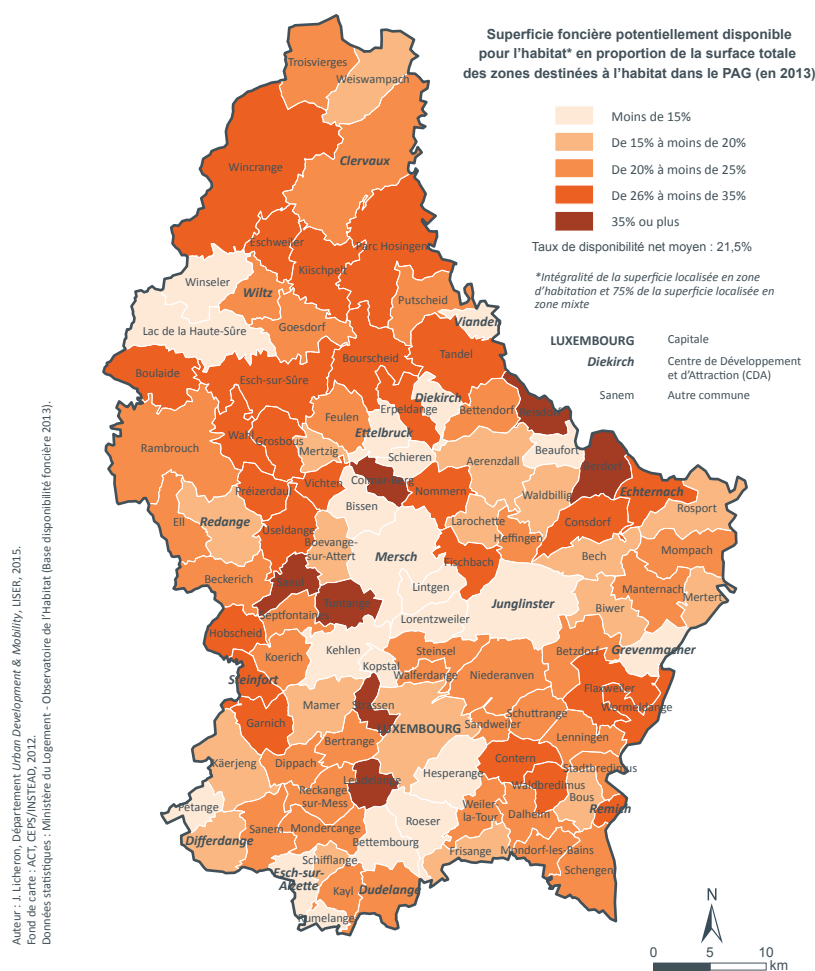 Superficie foncière potentiellement disponible
pour l'habitat* en proportion de la surface totale
des zones destinées à l'habitat dans le PAG (en 2013)
Moins de 15%
De 15% à moins de 20%
De 20% à moins de 25%
De 26% à moins de 35%
35% ou plus
Taux de disponibilité net moyen : 21,5%
*Intégralité de la superficie localisée en zone
d'habitation et 75% de la superficie localisée en
zone mixte
LUXEMBOURG Capitale
Diekirch Centre de Développement
et d'Attraction (CDA)
Sanem Autre commune
Troisvierges
Weiswampach
Wincrange
Clervaux
Eschweiler
Parc Hosingen
Kiischpelt
Winseler
Wiltz
Putscheid
Goesdorf
Vianden
Lac de la Haute-Sûre
Bourscheid
Tandel
Boulaide
Esch-sur-Sûre
Diekirch
Erpeldange
Bettendorf
Reisdorf
Feulen
Ettelbruck
Wahl
Grosbous
Mertzig
Schieren
Aerenzdall
Beaufort
Rambrouch
Berdorf
Echternach
Colmar-Berg
Vichten
Nommern
Préizerdaul
Bissen
Waldbillig
Rosport
Ell
Redange
Useldange
Larochette
Consdorf
Heffingen
Boevange-
sur-Attert
Mersch
Fischbach
Bech
Mompach
Beckerich
Saeul
Lintgen
Manternach
Mertert
Tuntange
Junglinster
Biwer
Septfontaines
Lorentzweiler
Hobscheid
Kehlen
Steinsel
Betzdorf
Grevenmacher
Koerich
Kopstal
Walferdange
Niederanven
Steinfort
Flaxweiler
Mamer
Strassen
Wormeldange
Garnich
LUXEMBOURG
Sandweiler
Schuttrange
Bertrange
Lenningen
Käerjeng
Dippach
Hesperange
Contern
Stadtbredimus
Leudelange
Waldbredimus
Reckange
sur-Mess
Bous
Pétange
Weiler
la-Tour
Remich
Roeser
Dalheim
Sanem
Mondercange
Differdange
Bettembourg
Frisange
Mondorf-les-Bains
Schifflange
Schengen
Esch-sur-
Alzette
Kayl
Dudelange
Rumelange
N
0 5 10
km
Auteur : J. Licheron, Département Urban Development & Mobility, LISER, 2015.
Fond de carte : ACT, CEPS/INSTEAD, 2012.
Données statistiques : Ministère du Logement - Observatoire de l'Habitat (Base disponibilité foncière 2013).